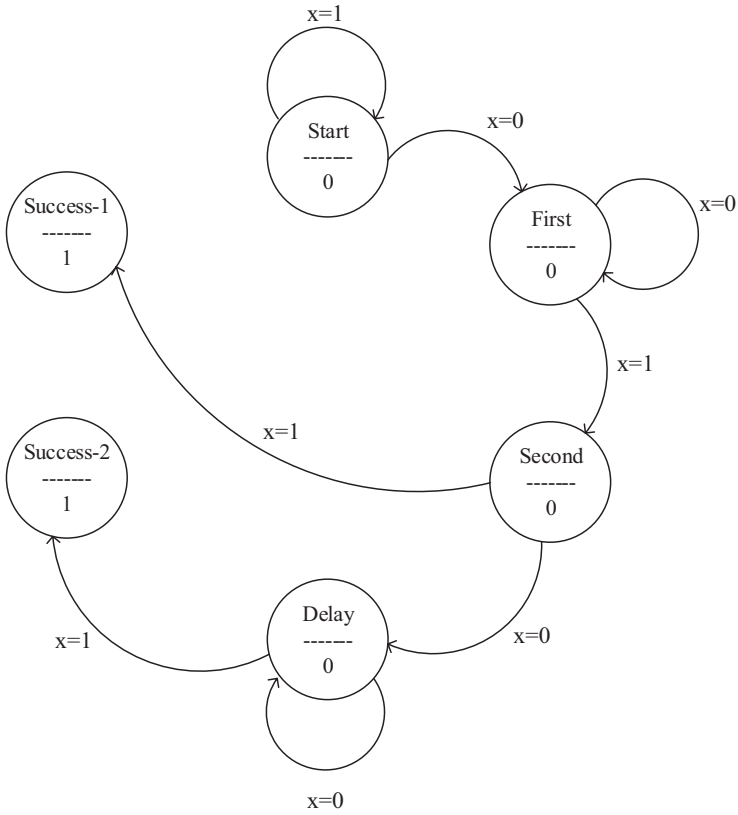 x=1
Start
-------
0
x=0
Success-1
-------
1
First
-------
0
x=0
x=1
x=1
Success-2
-------
1
Second
-------
0
Delay
-------
0
x=1
x=0
x=0